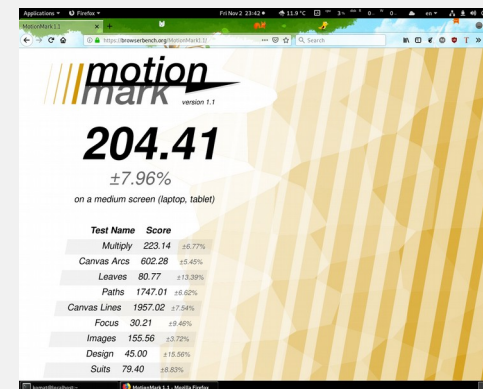 Applications Firefox Fri Nov 2 23:42 11.9 °C 3% 0.. 0.. en
MotionMark 1.1
https://browserbench.org/MotionMark1.1/ Search
motion
mark version 1.1
204.41
±7.96%
on a medium screen (laptop, tablet)
Test Name Score
Multiply 223.14 ±6.77%
Canvas Arcs 602.28 ±5.45%
Leaves 80.77 ±13.39%
Paths 1747.01 ±6.62%
Canvas Lines 1957.02 ±7.54%
Focus 30.21 ±9.46%
Images 155.56 ±3.72%
Design 45.00 ±15.56%
Suits 79.40 ±6.83%
MotionMark 1.1 - Mozilla Firefox